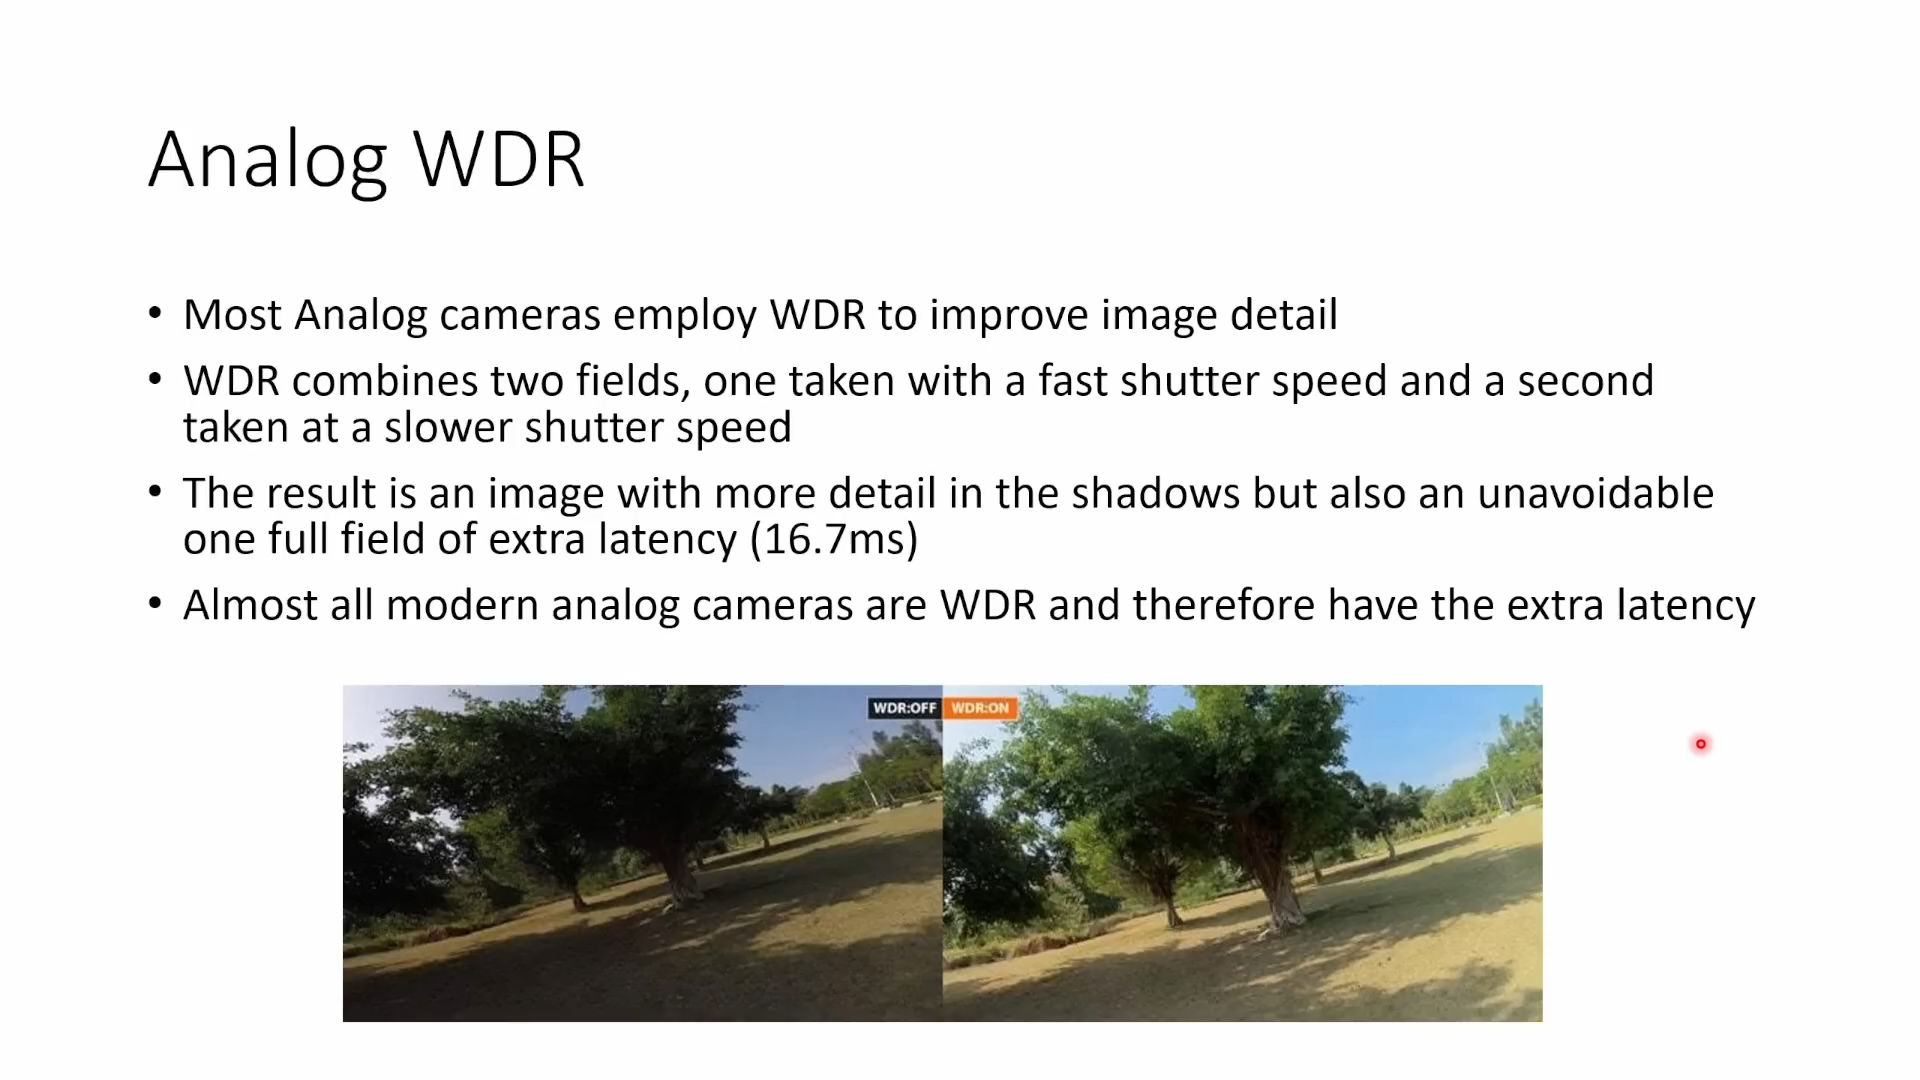 Analog WDR
• Most Analog cameras employ WDR to improve image detail
• WDR combines two fields, one taken with a fast shutter speed and a second
taken at a slower shutter speed
• The result is an image with more detail in the shadows but also an unavoidable
one full field of extra latency (16.7ms)
• Almost all modern analog cameras are WDR and therefore have the extra latency
WDR:OFF WDR:ON